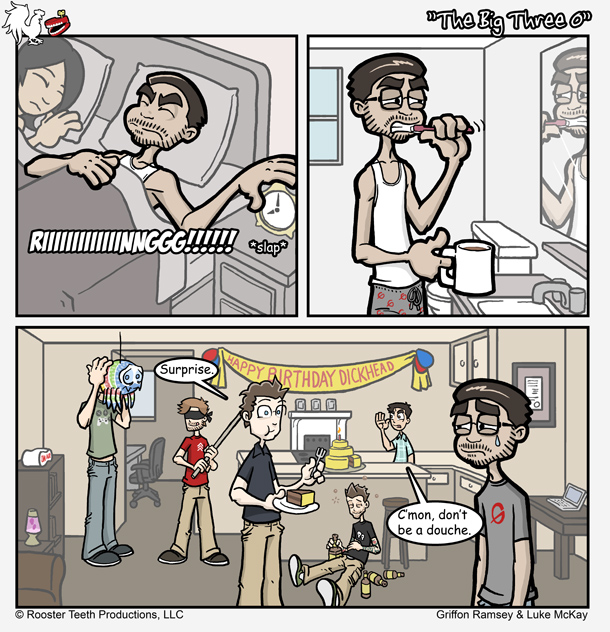 "The Big Three 0"
RIIIIIIIIIIIIINNGGG!!!!!!
*slap*
HAPPY BIRTHDAY DICKHEAD
Surprise.
C'mon, don't
be a douche.
© Rooster Teeth Productions, LLC
Griffon Ramsey & Luke McKay